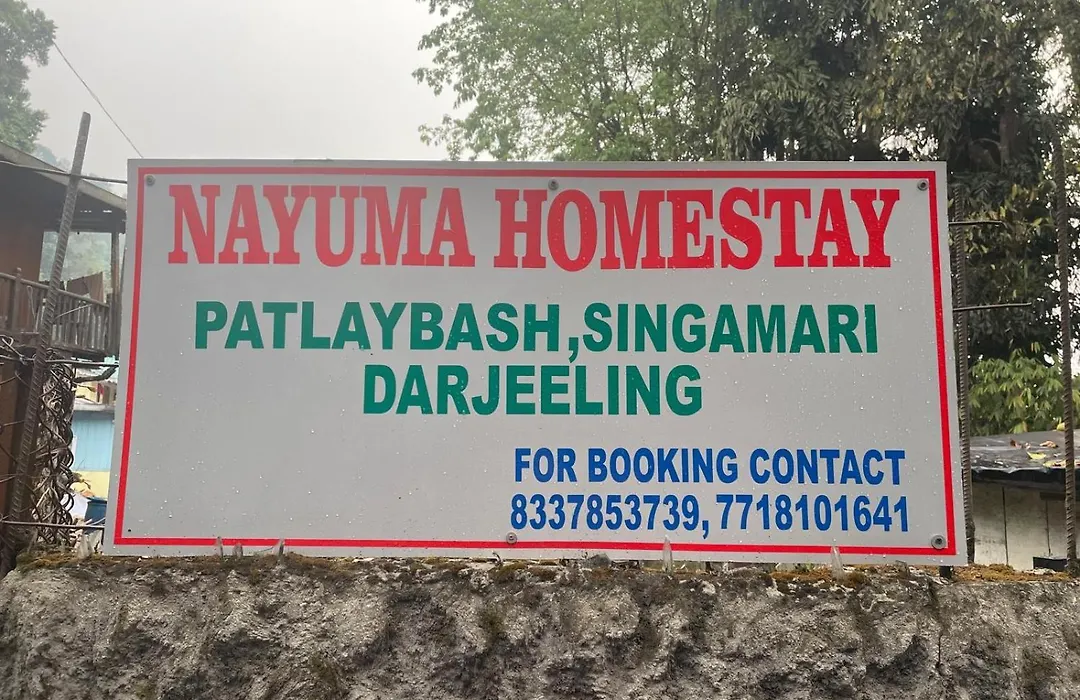 NAYUMA HOMESTAY
PATLAYBASH,SINGAMARI
DARJEELING
FOR BOOKING CONTACT
8337853739, 7718101641